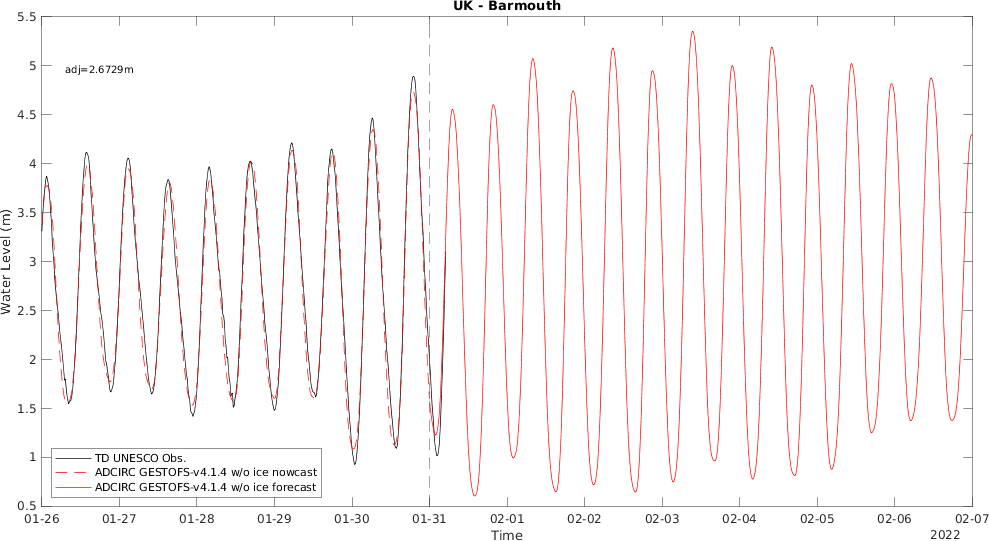 UK - Barmouth
5.5
5
4.5
4
3.5
3
2.5
2
1.5
1
0.5
Water Level (m)
adj=2.6729m
TD UNESCO Obs.
ADCIRC GESTOFS-v4.1.4 w/o ice nowcast
ADCIRC GESTOFS-v4.1.4 w/o ice forecast
01-26 01-27 01-28 01-29 01-30 01-31 02-01 02-02 02-03 02-04 02-05 02-06 02-07
Time
2022